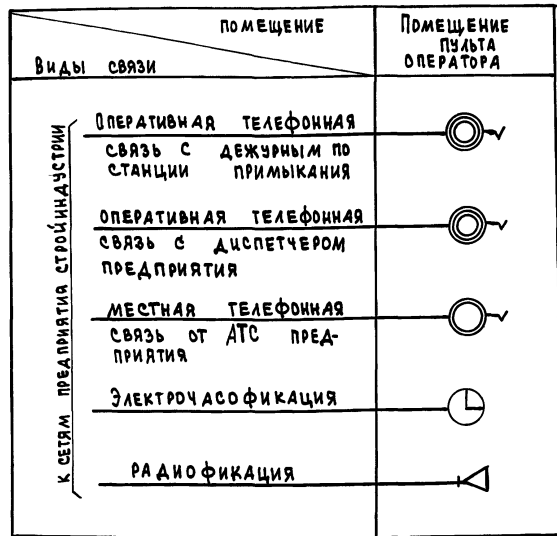 ПОМЕЩЕНИЕ
ПОМЕЩЕНИЕ
ПУЛЬТА
ОПЕРАТОРА
ВИДЫ СВЯЗИ
К СЕТЯМ ПРЕДПРИЯТИЯ СТРОЙИНДУСТРИИ
ОПЕРАТИВНАЯ ТЕЛЕФОННАЯ
СВЯЗЬ С ДЕЖУРНЫМ ПО
СТАНЦИИ ПРИМЫКАНИЯ
ОПЕРАТИВНАЯ ТЕЛЕФОННАЯ
СВЯЗЬ С ДИСПЕТЧЕРОМ
ПРЕДПРИЯТИЯ
МЕСТНАЯ ТЕЛЕФОННАЯ
СВЯЗЬ ОТ АТС ПРЕД-
ПРИЯТИЯ
ЭЛЕКТРОЧАСОФИКАЦИЯ
РАДИОФИКАЦИЯ